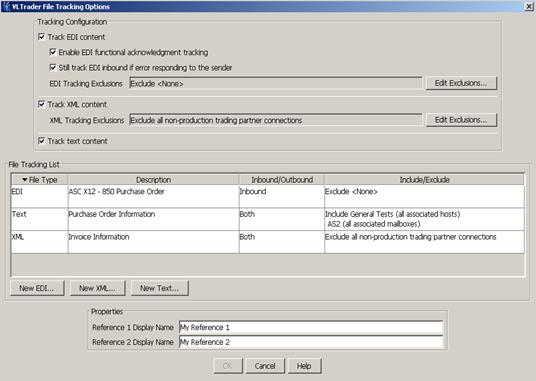 VLTrader File Tracking Options
Tracking Configuration
Track EDI content
Enable EDI functional acknowledgment tracking
Still track EDI inbound if error responding to the sender
EDI Tracking Exclusions Exclude <None> Edit Exclusions...
Track XML content
XML Tracking Exclusions Exclude all non-production trading partner connections Edit Exclusions...
Track text content
File Tracking List
File Type Description Inbound/Outbound Include/Exclude
EDI ASC X12 - 850 Purchase Order Inbound Exclude <None>
Text Purchase Order Information Both Include General Tests (all associated hosts)
AS2 (all associated mailboxes)
XML Invoice Information Both Exclude all non-production trading partner connections
New EDI... New XML... New Text...
Properties
Reference 1 Display Name My Reference 1
Reference 2 Display Name My Reference 2
OK Cancel Help